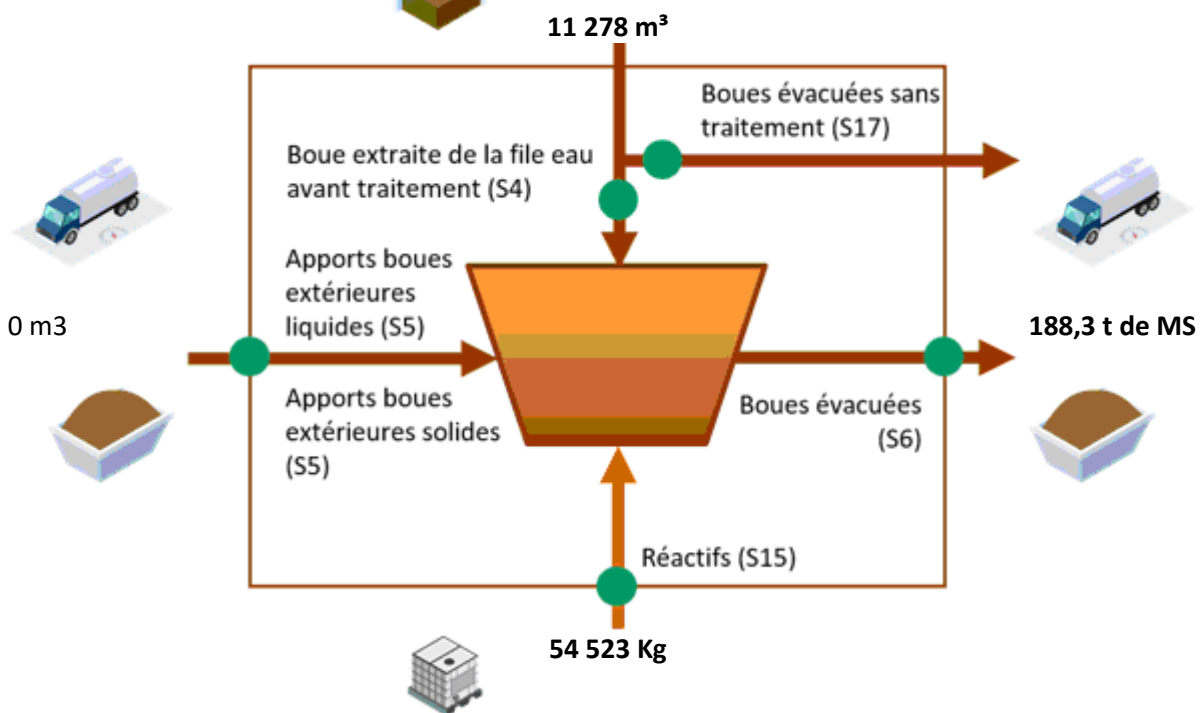 11 278 m³
Boues évacuées sans
traitement (S17)
Boue extraite de la file eau
avant traitement (S4)
Apports boues
extérieures
liquides (S5)
0 m3
188,3 t de MS
Apports boues
extérieures solides
(S5)
Boues évacuées
(S6)
Réactifs (S15)
54 523 Kg